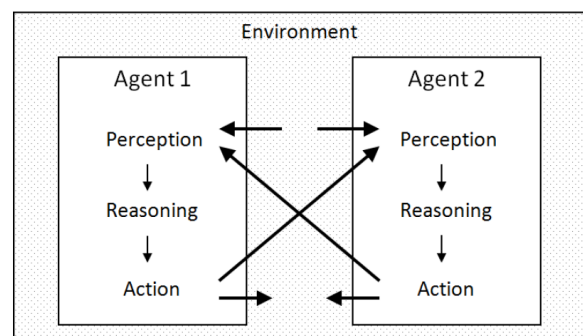 Environment
Agent 1
Perception
Reasoning
Action
Agent 2
Perception
Reasoning
Action